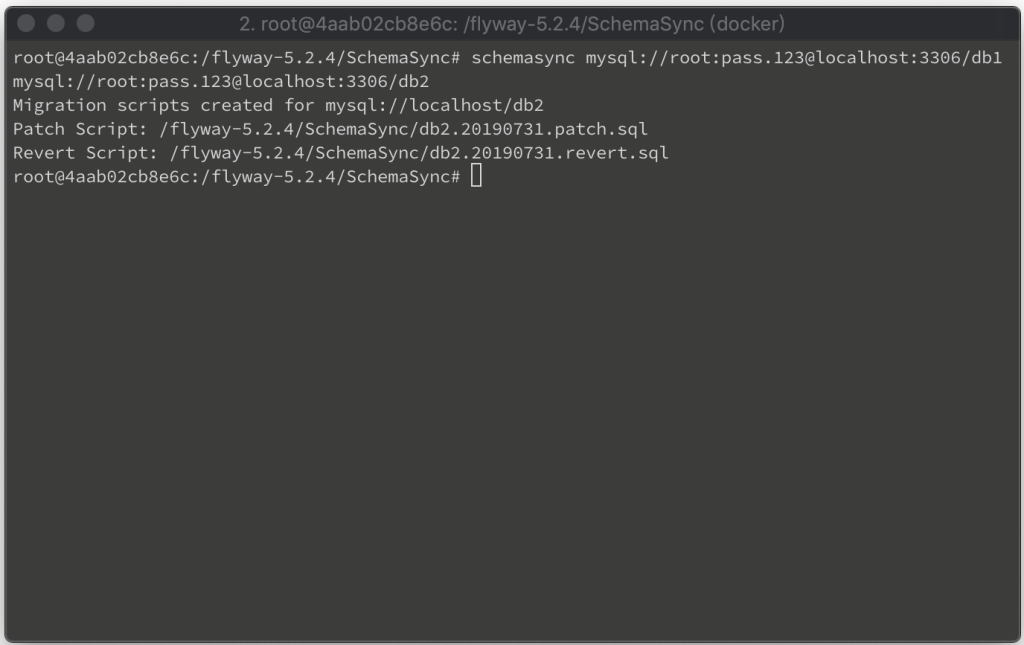 2. root@4aab02cb8e6c: /flyway-5.2.4/SchemaSync (docker)
root@4aab02cb8e6c:/flyway-5.2.4/SchemaSync# schemasync mysql://root:pass.123@localhost:3306/db1
mysql://root:pass.123@localhost:3306/db2
Migration scripts created for mysql://localhost/db2
Patch Script: /flyway-5.2.4/SchemaSync/db2.20190731.patch.sql
Revert Script: /flyway-5.2.4/SchemaSync/db2.20190731.revert.sql
root@4aab02cb8e6c:/flyway-5.2.4/SchemaSync#